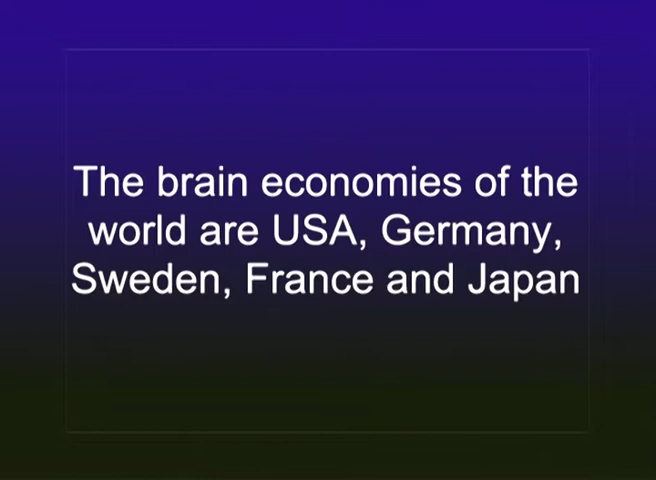 The brain economies of the
world are USA, Germany,
Sweden, France and Japan